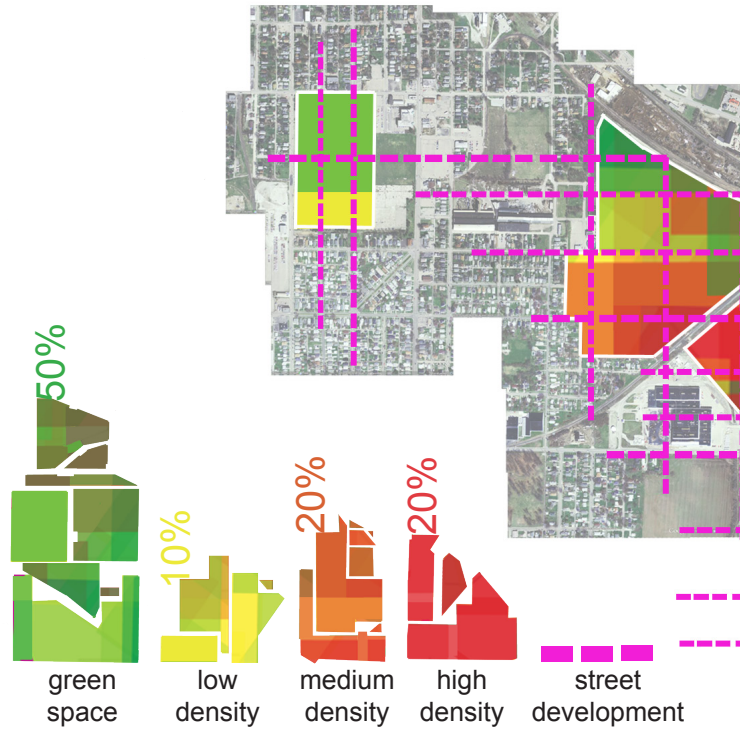 50%
10%
20%
20%
green
space
low
density
medium
density
high
density
street
development